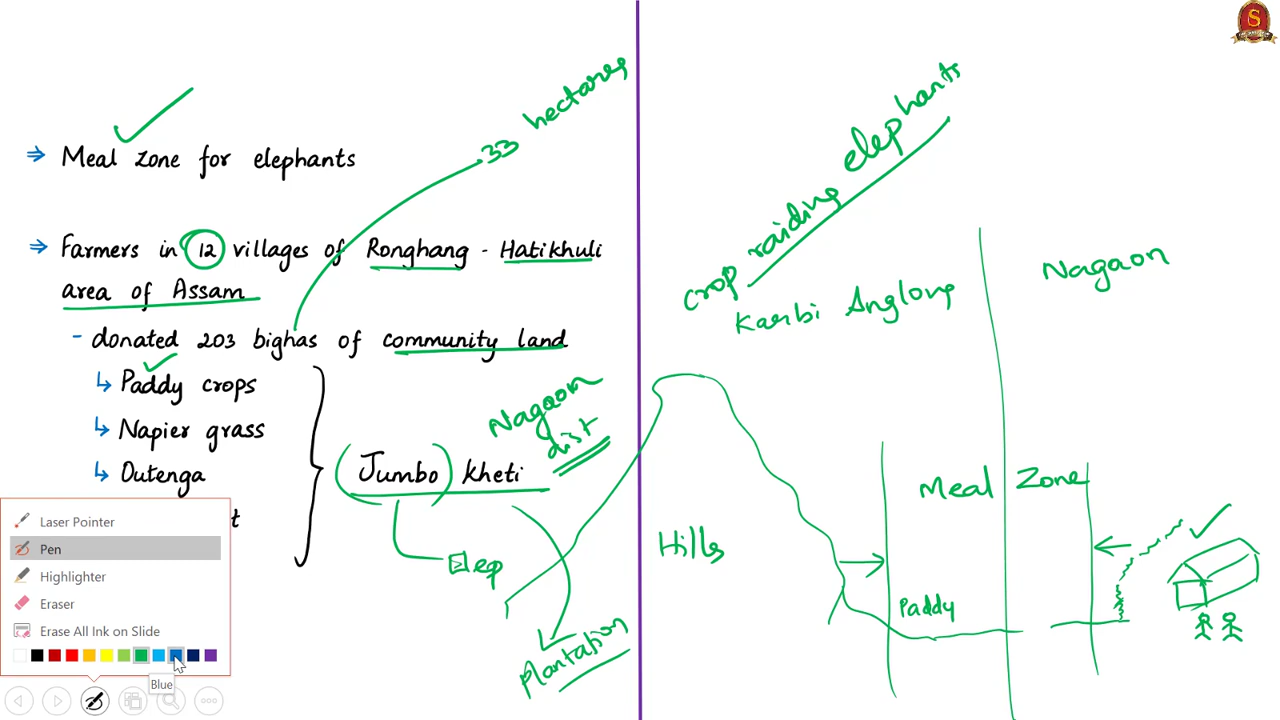 33 hectares
⇒ Meal zone for elephants
⇒ Farmers in 12 villages of Ronghang - Hatikhuli
area of Assam
- donated 203 bighas of community land
↳ Paddy crops
↳ Napier grass
↳ Outenga
t
Jumbo kheti
Nagaon
dist
elep
plantation
Laser Pointer
Pen
Highlighter
Eraser
Erase All Ink on Slide
Blue
S
crop raiding elephants
Karbi Anglong
Nagaon
Meal Zone
Hills
Paddy